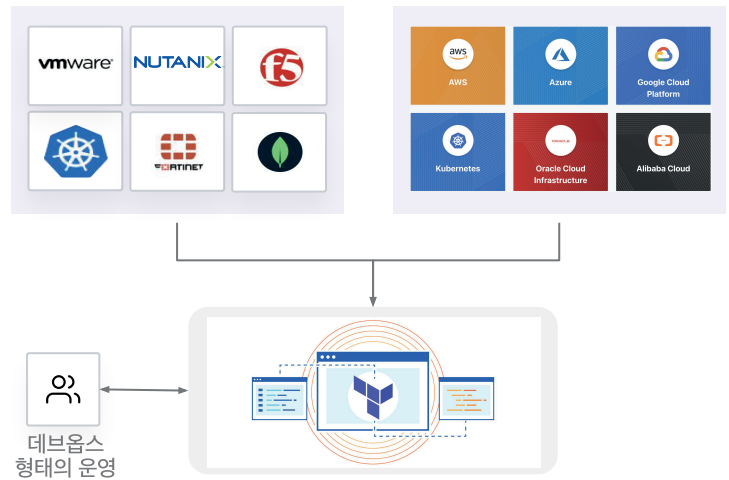 vmware
NUTANIX
f5
FORTINET
aws
AWS
Azure
Google Cloud
Platform
Kubernetes
ORACLE
Oracle Cloud
Infrastructure
Alibaba Cloud
데브옵스
형태의 운영